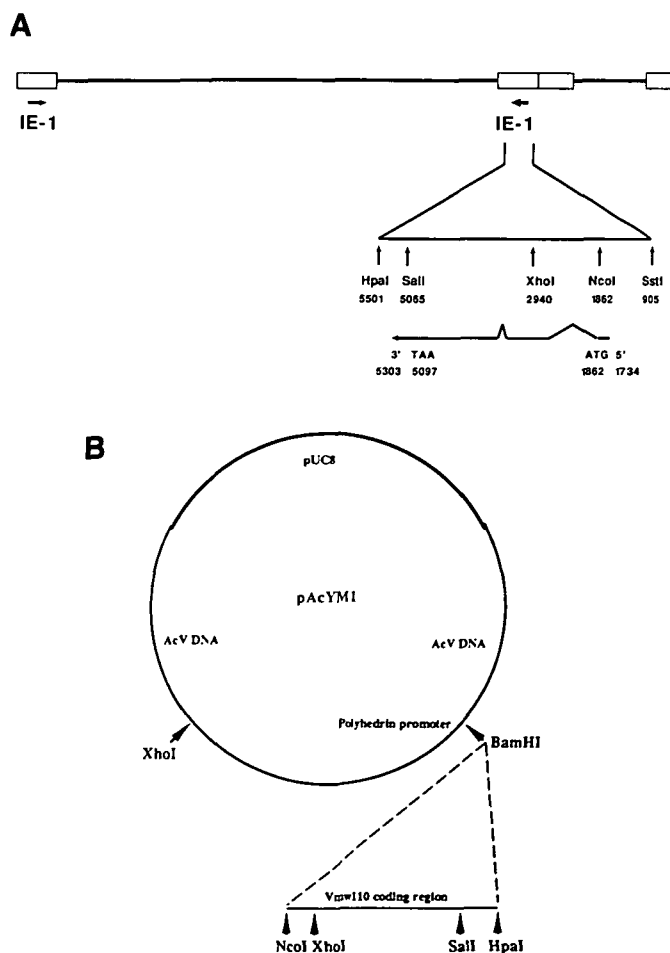 A
IE-1 IE-1
HpaI SalI XhoI NcoI SstI
5501 5065 2940 1862 905
3' TAA ATG 5'
5303 5097 1862 1734
B
pUC8
pAcYM1
AcV DNA AcV DNA
Polyhedrin promoter
XhoI BamHI
Vmw110 coding region
NcoI XhoI SalI HpaI